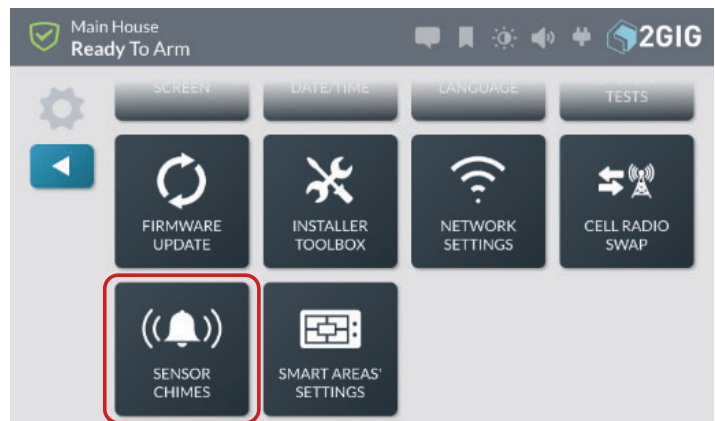 Main House
Ready To Arm
2GIG
SCREEN
DATE/TIME
LANGUAGE
TESTS
FIRMWARE
UPDATE
INSTALLER
TOOLBOX
NETWORK
SETTINGS
CELL RADIO
SWAP
SENSOR
CHIMES
SMART AREAS'
SETTINGS